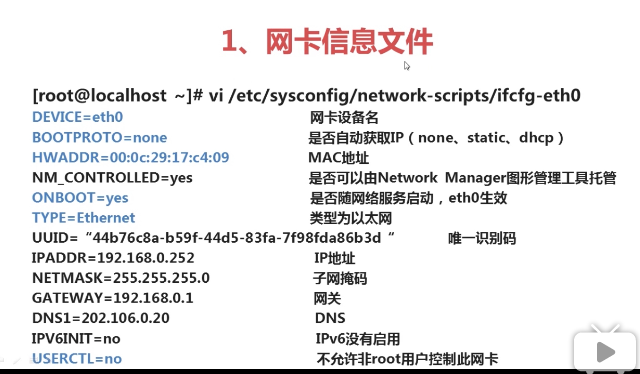 1、网卡信息文件
[root@localhost ~]# vi /etc/sysconfig/network-scripts/ifcfg-eth0
DEVICE=eth0 网卡设备名
BOOTPROTO=none 是否自动获取IP（none、static、dhcp）
HWADDR=00:0c:29:17:c4:09 MAC地址
NM_CONTROLLED=yes 是否可以由Network Manager图形管理工具托管
ONBOOT=yes 是否随网络服务启动，eth0生效
TYPE=Ethernet 类型为以太网
UUID=“44b76c8a-b59f-44d5-83fa-7f98fda86b3d “ 唯一识别码
IPADDR=192.168.0.252 IP地址
NETMASK=255.255.255.0 子网掩码
GATEWAY=192.168.0.1 网关
DNS1=202.106.0.20 DNS
IPV6INIT=no IPv6没有启用
USERCTL=no 不允许非root用户控制此网卡